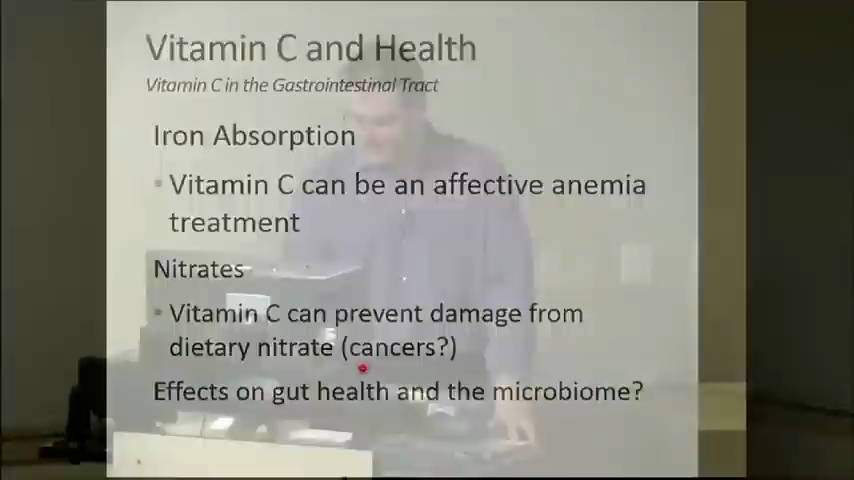 Vitamin C and Health
Vitamin C in the Gastrointestinal Tract
Iron Absorption
Vitamin C can be an affective anemia
treatment
Nitrates
Vitamin C can prevent damage from
dietary nitrate (cancers?)
Effects on gut health and the microbiome?